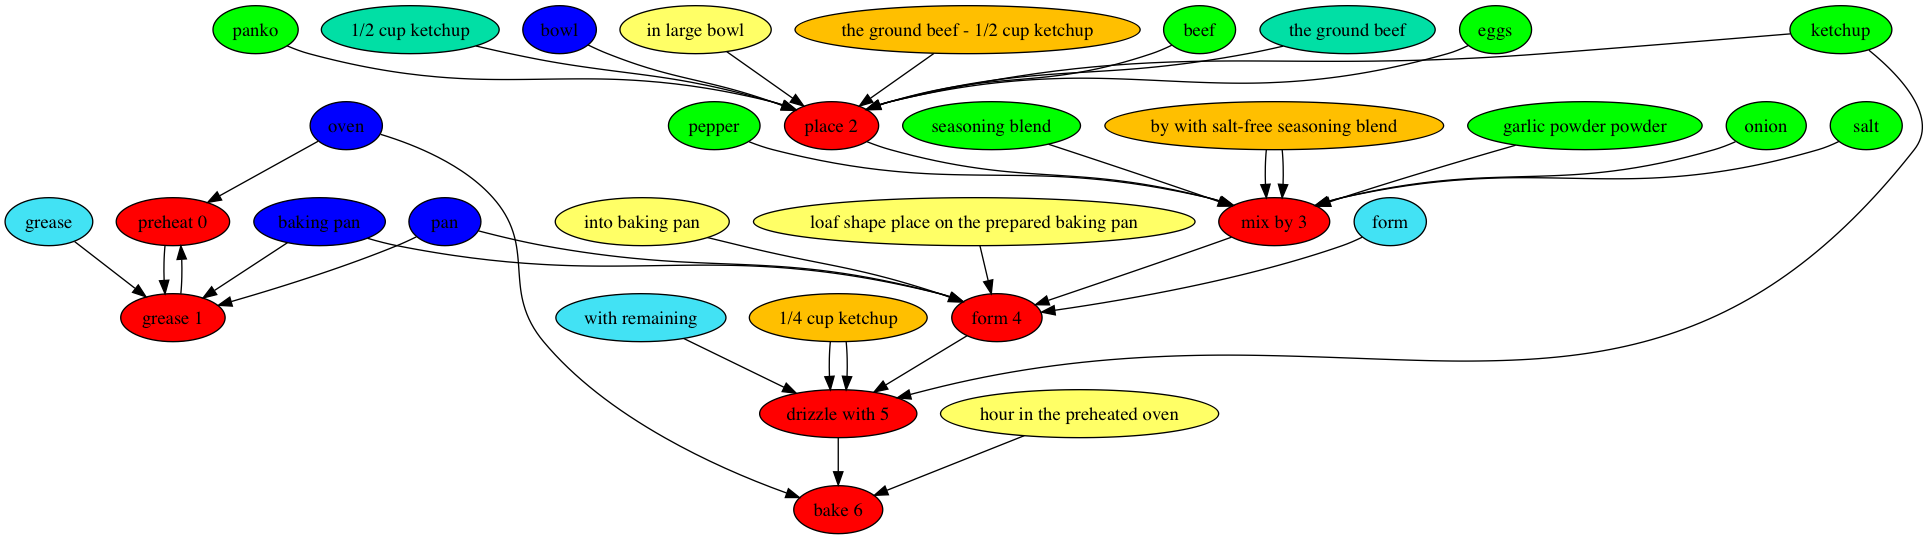 panko
1/2 cup ketchup
bowl
in large bowl
the ground beef - 1/2 cup ketchup
beef
the ground beef
eggs
ketchup
oven
pepper
place 2
seasoning blend
by with salt-free seasoning blend
garlic powder powder
onion
salt
grease
preheat 0
baking pan
pan
into baking pan
loaf shape place on the prepared baking pan
mix by 3
form
grease 1
with remaining
1/4 cup ketchup
form 4
drizzle with 5
hour in the preheated oven
bake 6